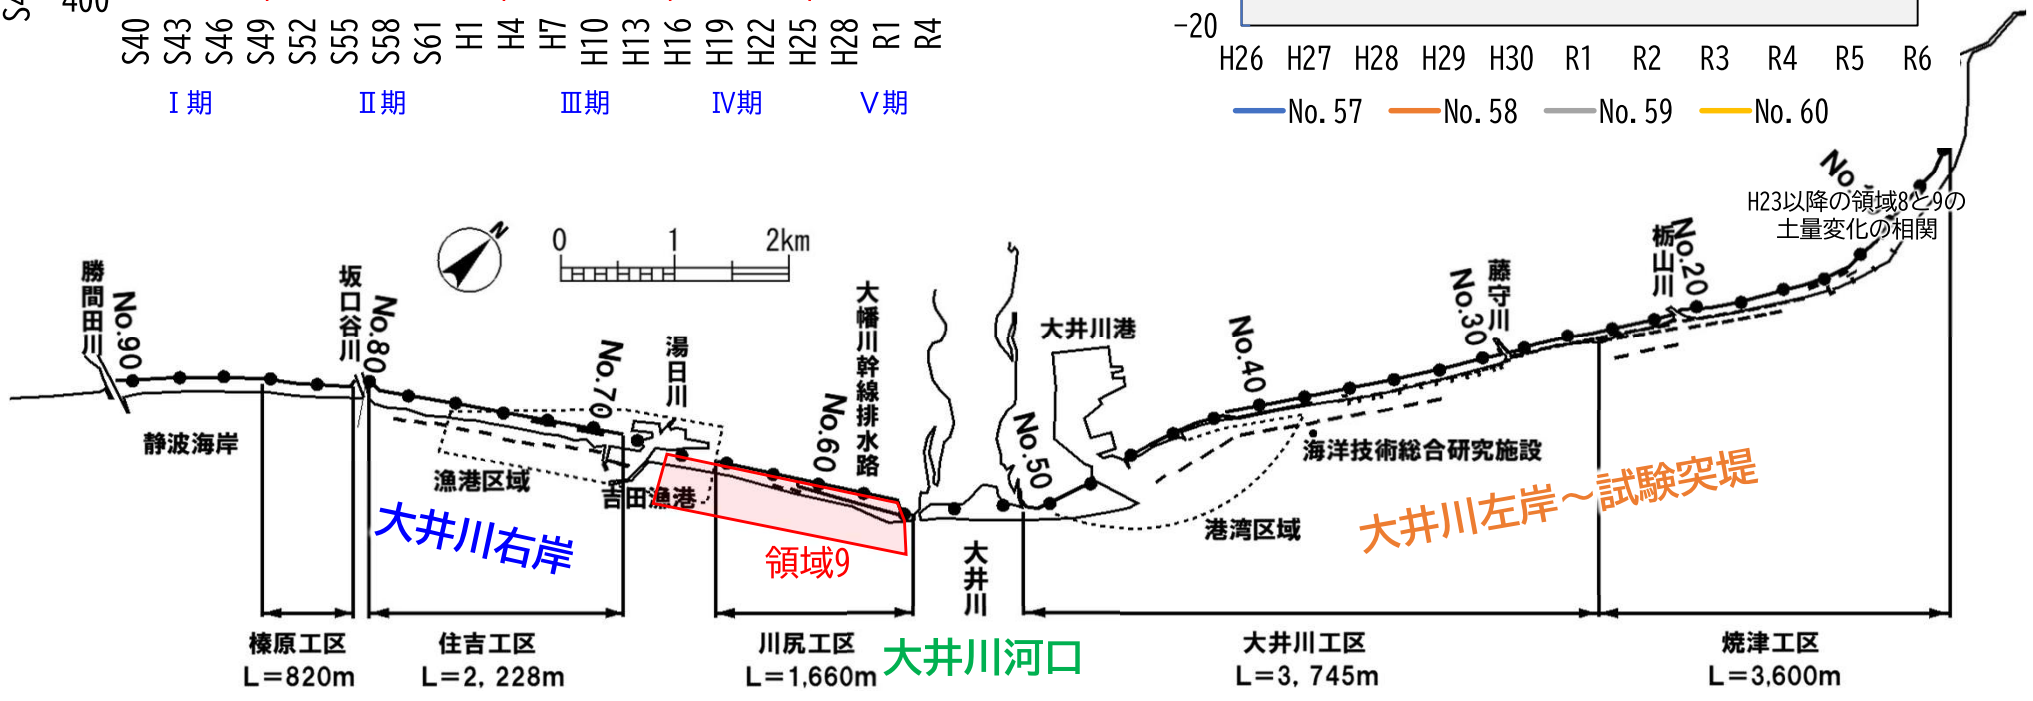 400
-20
S40 S43 S46 S49 S52 S55 S58 S61 H1 H4 H7 H10 H13 H16 H19 H22 H25 H28 R1 R4
H26 H27 H28 H29 H30 R1 R2 R3 R4 R5 R6
Ⅰ期 Ⅱ期 Ⅲ期 Ⅳ期 Ⅴ期
No.57 No.58 No.59 No.60
No.
H23以降の領域8と9の
土量変化の相関
N
0 1 2km
勝間田川
No.90
坂口谷川
No.80
No.70
湯日川
No.60
大幡川幹線排水路
大井川港
No.50
No.40
No.30
藤守川
栃山川
No.20
静波海岸
漁港区域
吉田漁港
海洋技術総合研究施設
港湾区域
大井川右岸
領域9
大井川
大井川左岸～試験突堤
榛原工区
L=820m
住吉工区
L=2,228m
川尻工区
L=1,660m
大井川河口
大井川工区
L=3,745m
焼津工区
L=3,600m